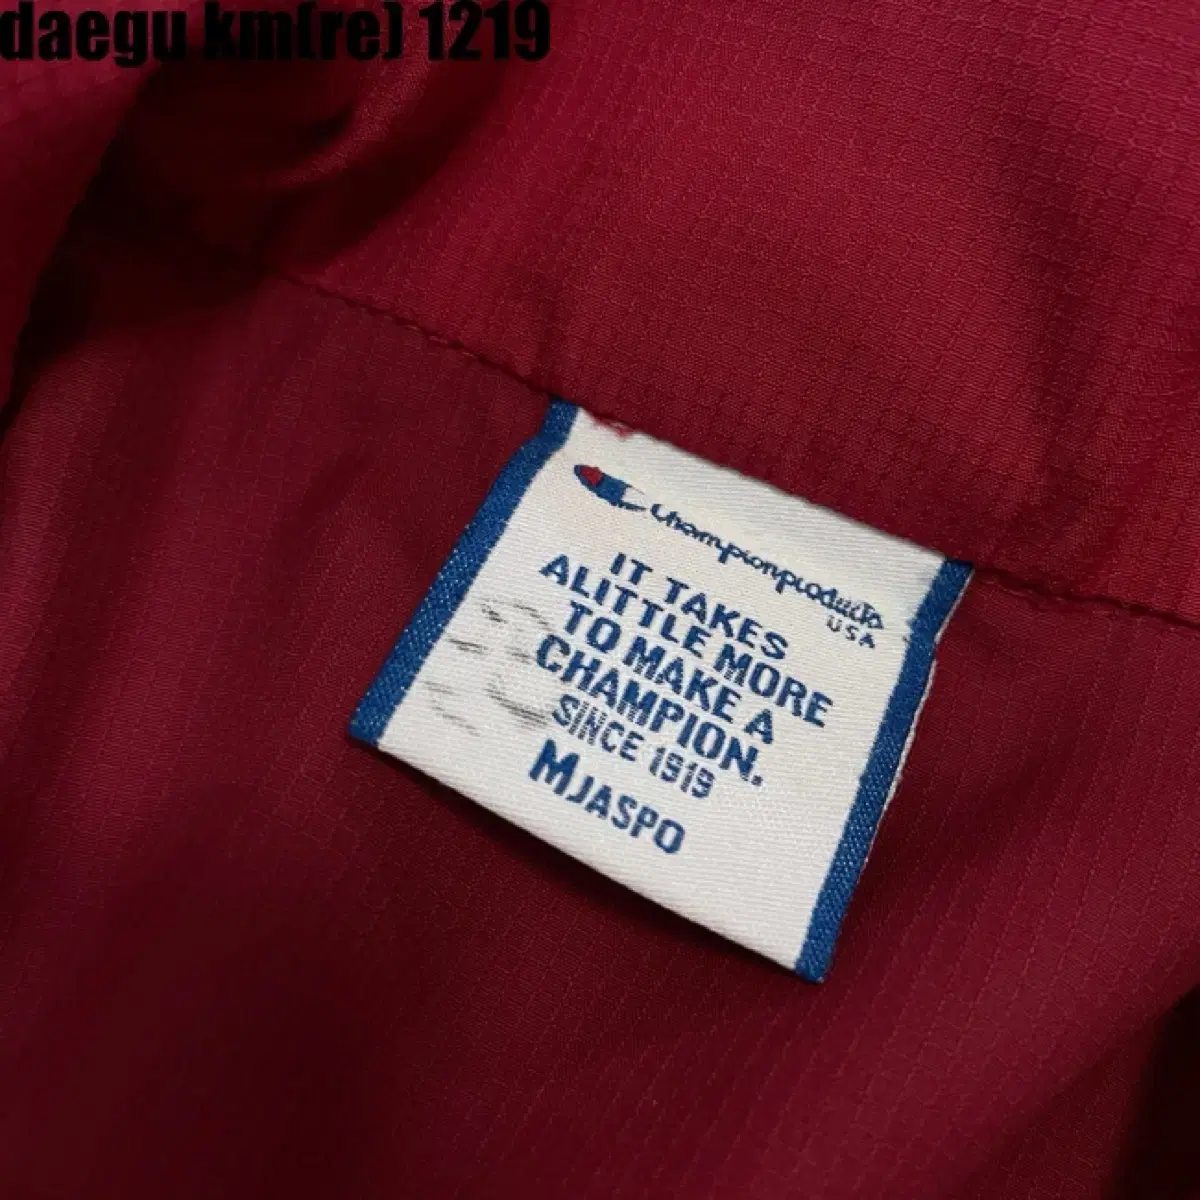 daegu km(re) 1219
Championproducts
USA
IT TAKES
ALITTLE MORE
TO MAKE A
CHAMPION.
SINCE 1919
MJASPO